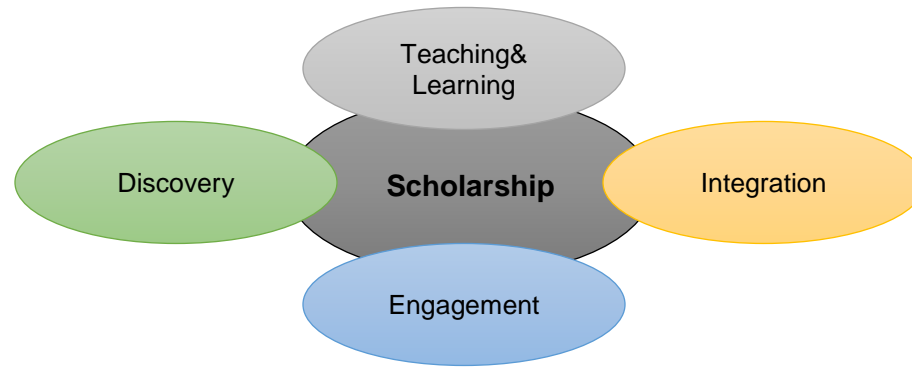 Teaching&
Learning
Discovery
Scholarship
Integration
Engagement